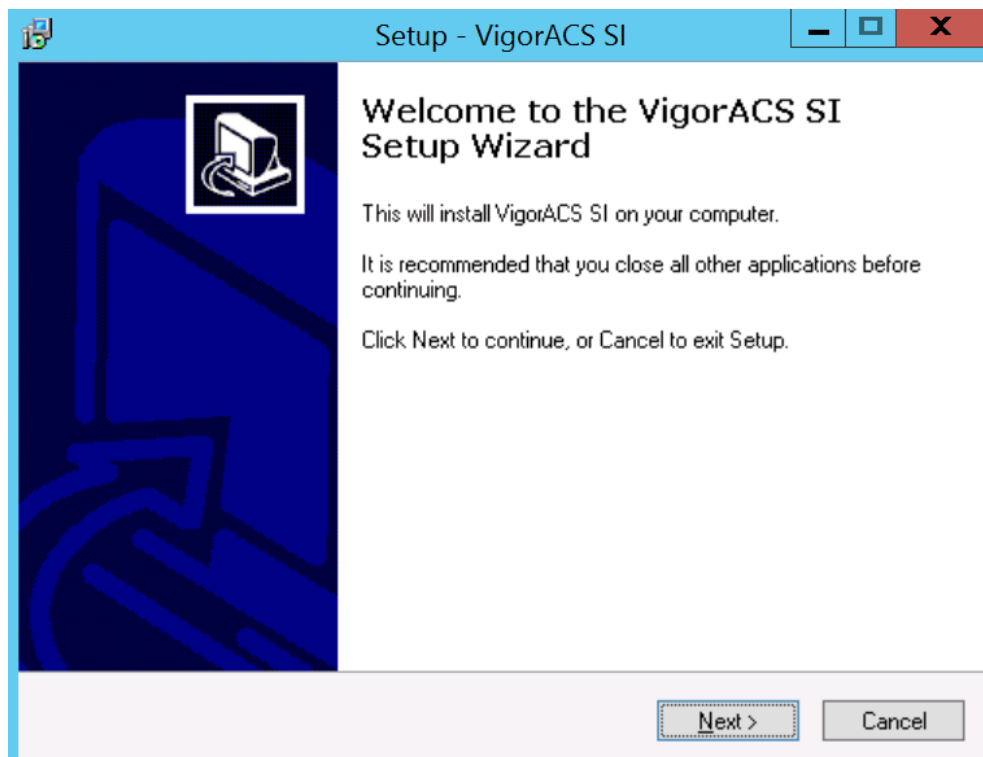 Setup - VigorACS SI
Welcome to the VigorACS SI
Setup Wizard
This will install VigorACS SI on your computer.
It is recommended that you close all other applications before
continuing.
Click Next to continue, or Cancel to exit Setup.
Next >
Cancel